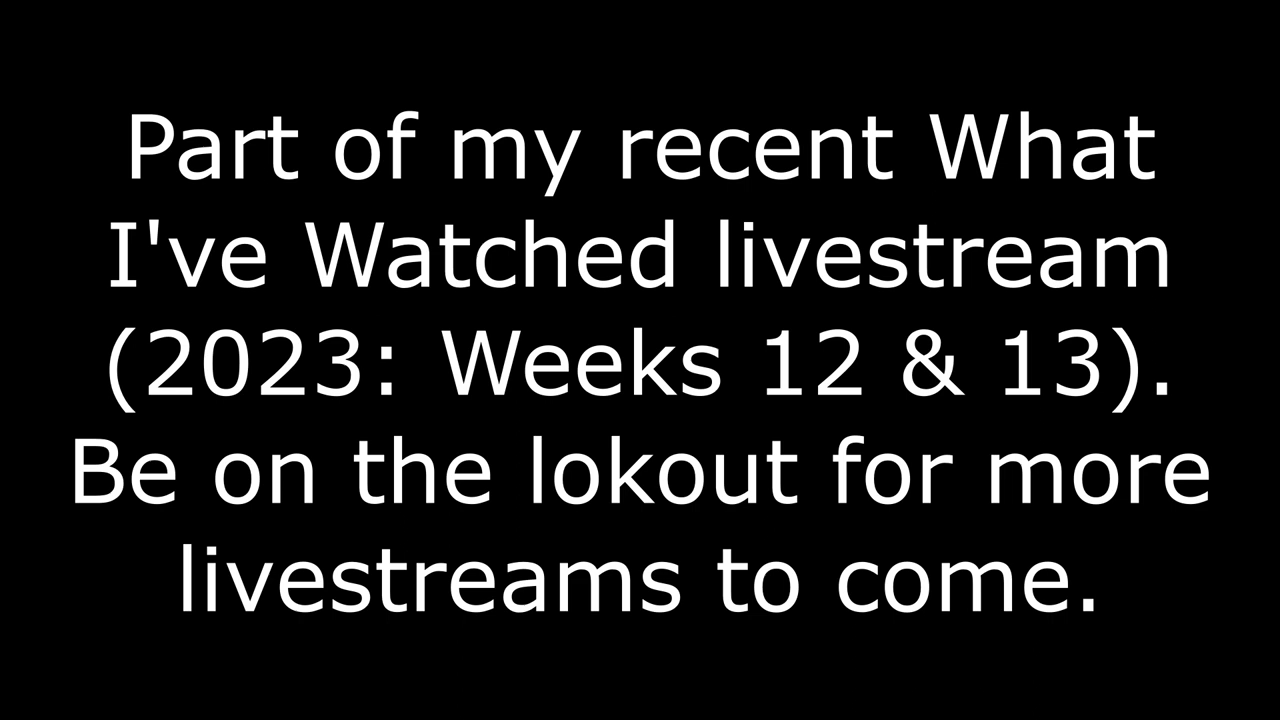 Part of my recent What
I've Watched livestream
(2023: Weeks 12 & 13).
Be on the lokout for more
livestreams to come.